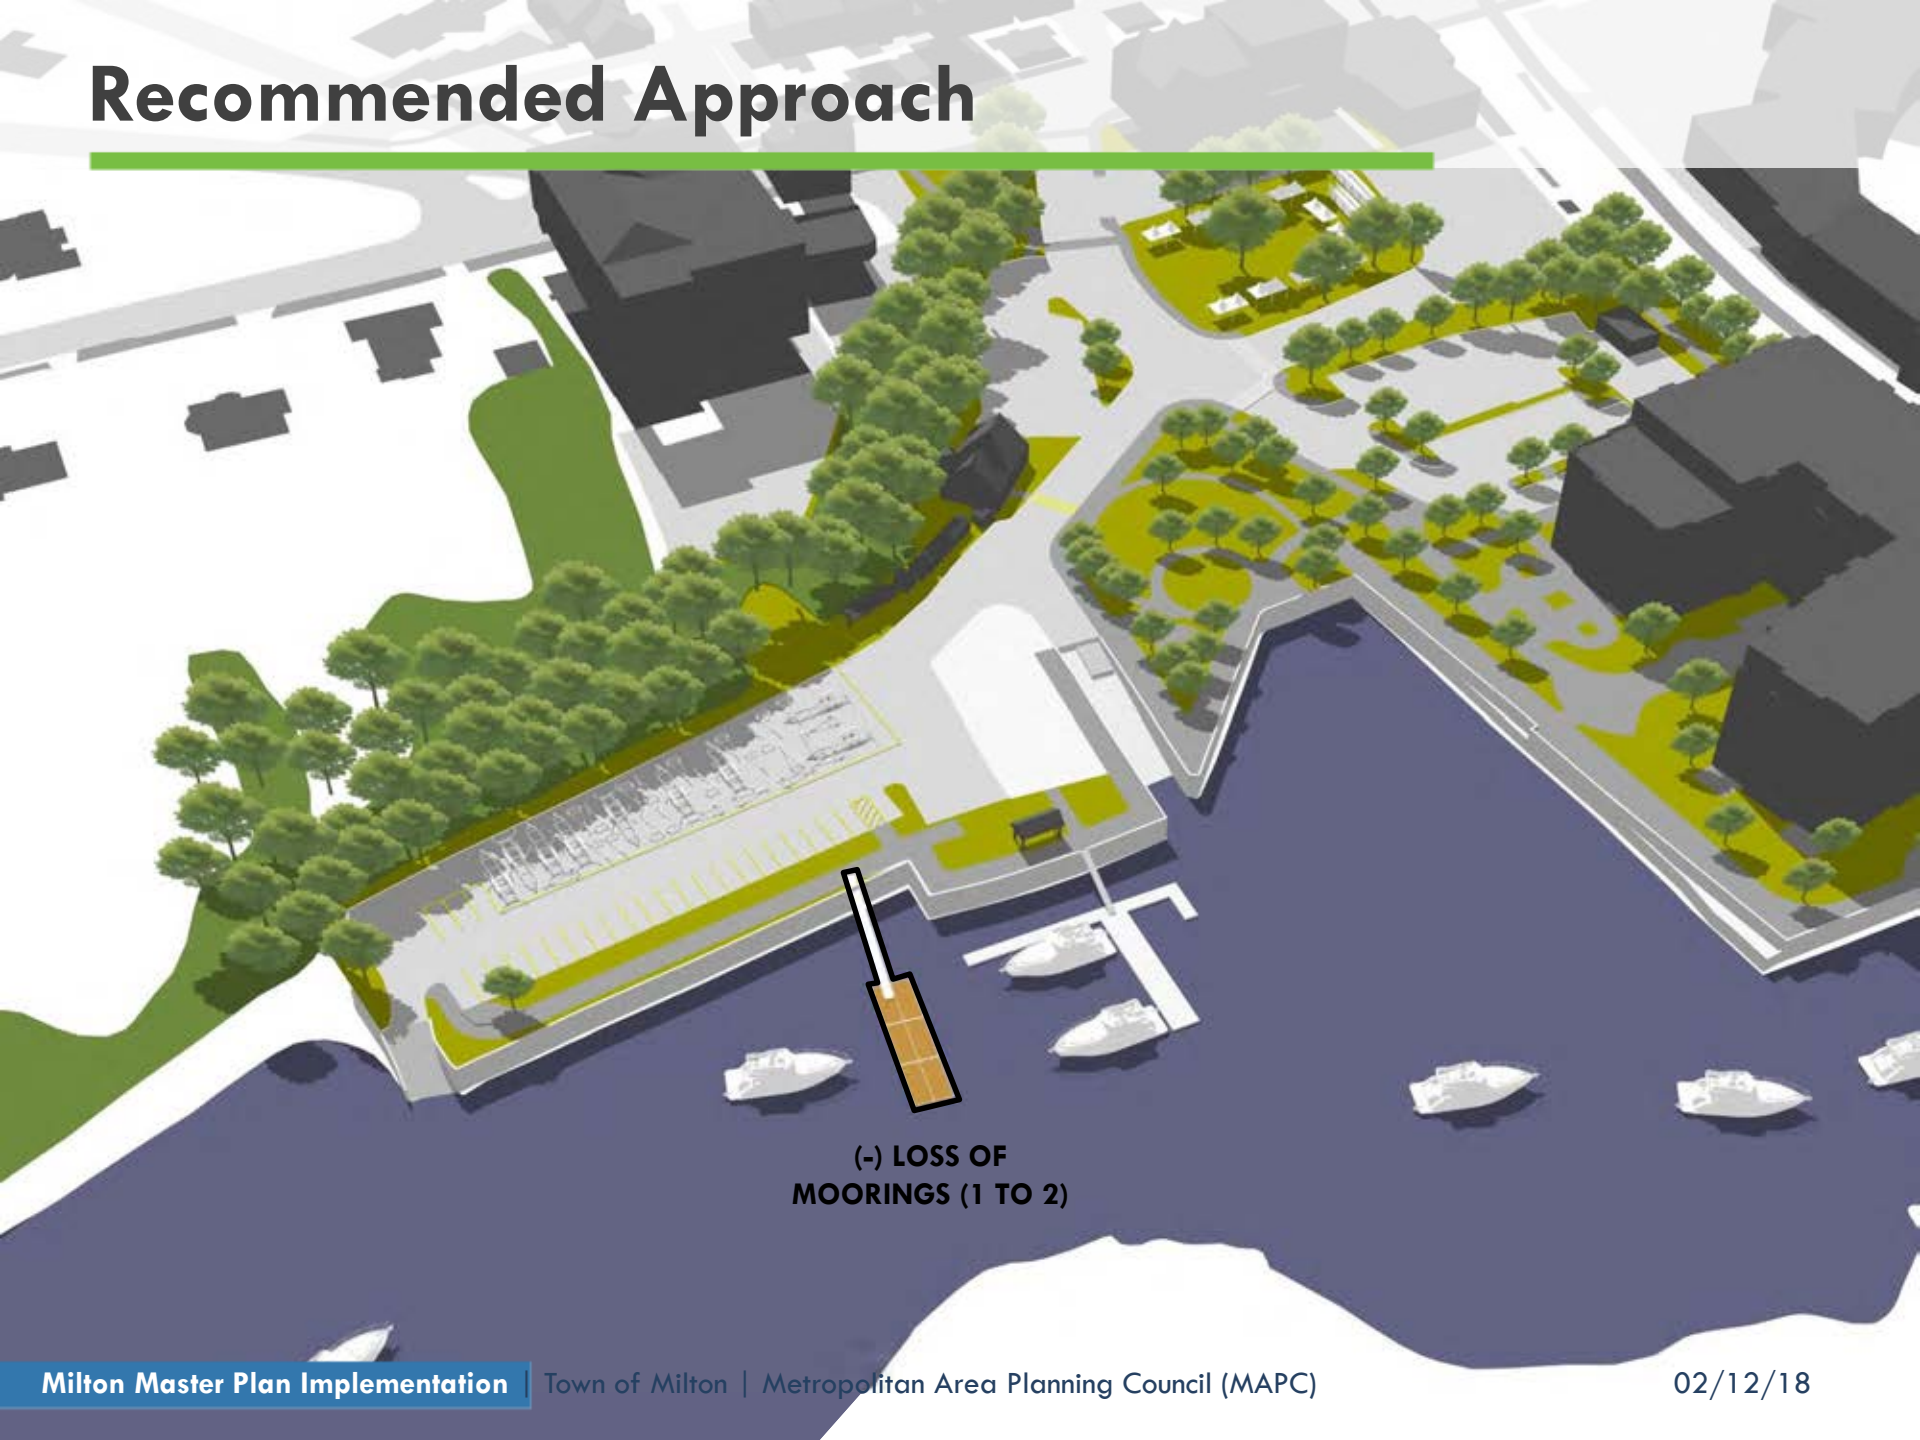 Recommended Approach
(-) LOSS OF
MOORINGS (1 TO 2)
Milton Master Plan Implementation | Town of Milton | Metropolitan Area Planning Council (MAPC) 02/12/18